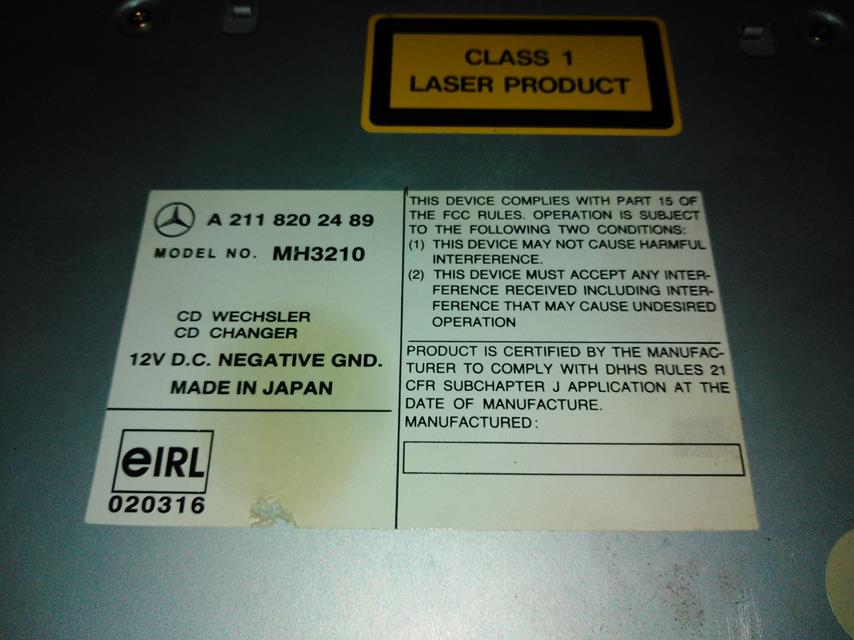 CLASS 1
LASER PRODUCT
A 211 820 24 89
MODEL NO. MH3210
CD WECHSLER
CD CHANGER
12V D.C. NEGATIVE GND.
MADE IN JAPAN
eIRL
020316
THIS DEVICE COMPLIES WITH PART 15 OF
THE FCC RULES. OPERATION IS SUBJECT
TO THE FOLLOWING TWO CONDITIONS:
(1) THIS DEVICE MAY NOT CAUSE HARMFUL
INTERFERENCE.
(2) THIS DEVICE MUST ACCEPT ANY INTER-
FERENCE RECEIVED INCLUDING INTER-
FERENCE THAT MAY CAUSE UNDESIRED
OPERATION
PRODUCT IS CERTIFIED BY THE MANUFAC-
TURER TO COMPLY WITH DHHS RULES 21
CFR SUBCHAPTER J APPLICATION AT THE
DATE OF MANUFACTURE.
MANUFACTURED: